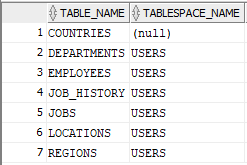 TABLE_NAME TABLESPACE_NAME
1 COUNTRIES (null)
2 DEPARTMENTS USERS
3 EMPLOYEES USERS
4 JOB_HISTORY USERS
5 JOBS USERS
6 LOCATIONS USERS
7 REGIONS USERS